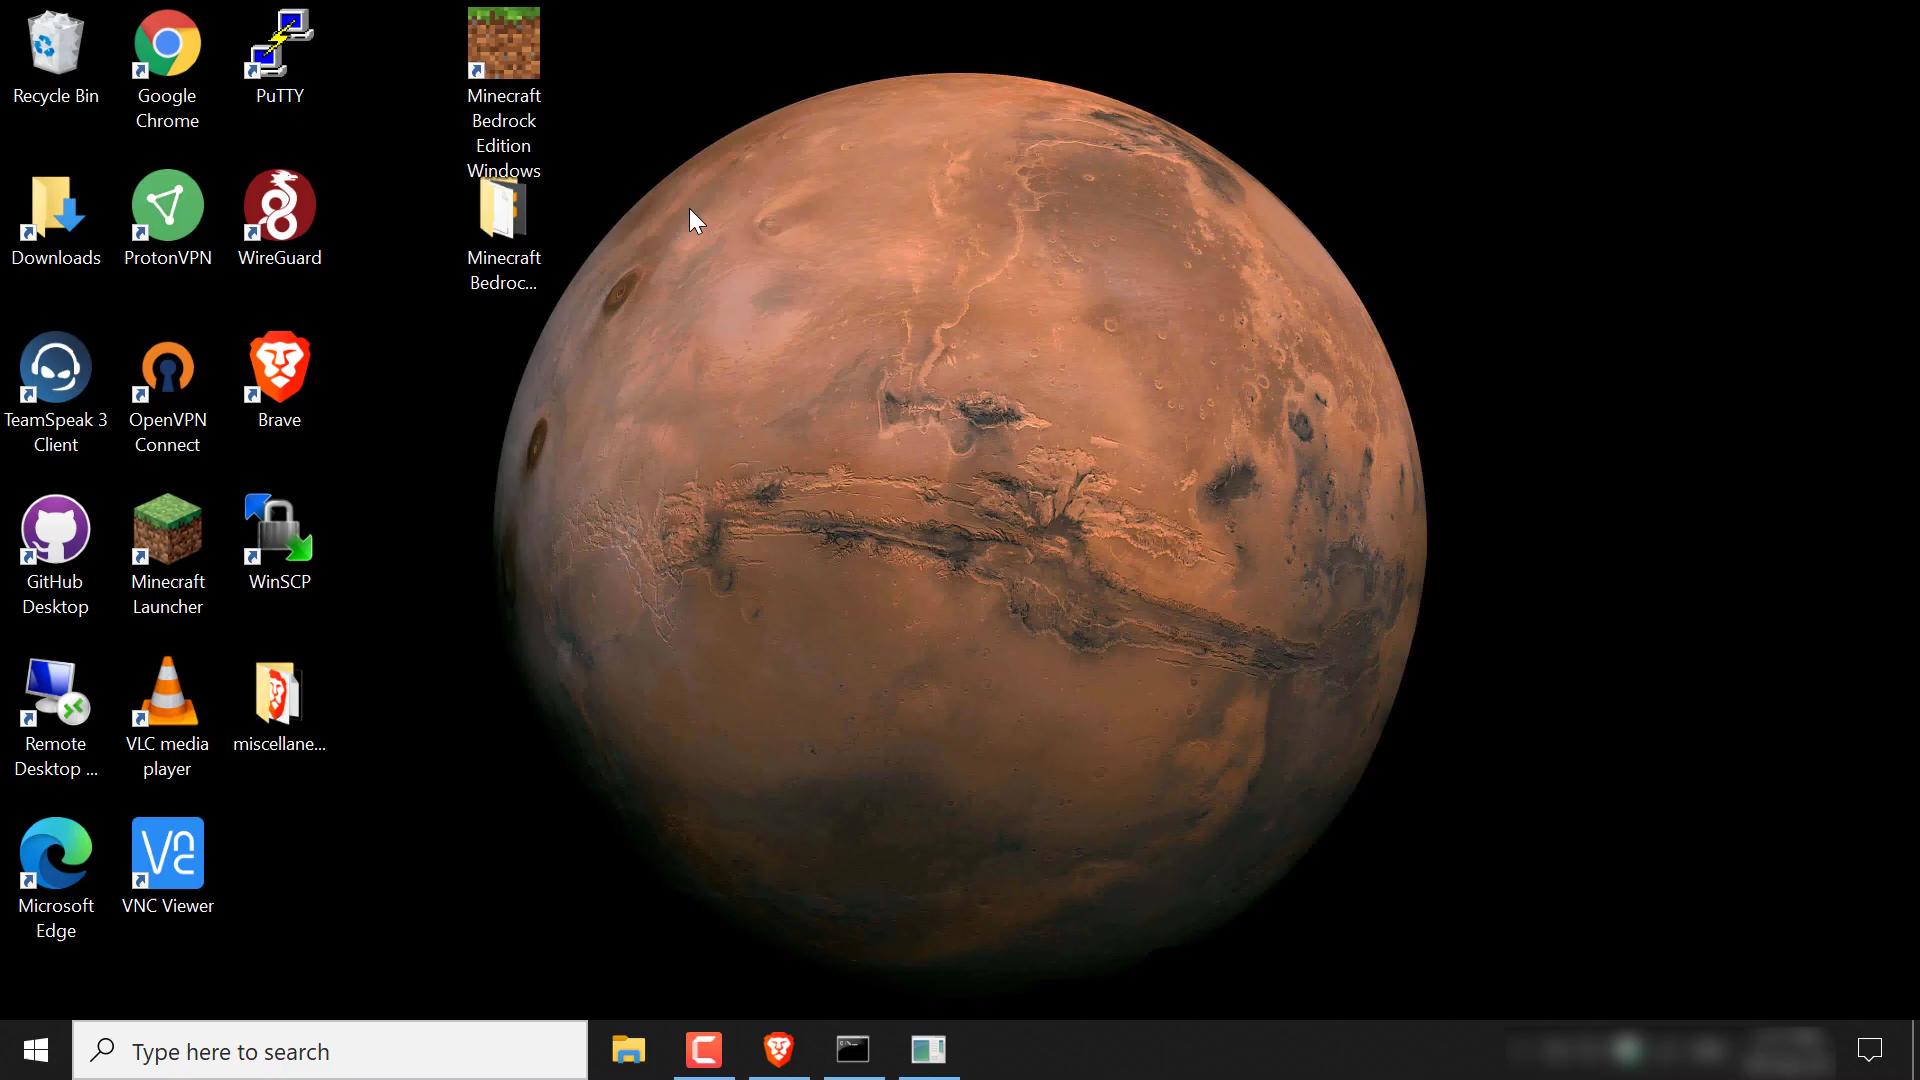 Recycle Bin
Google
Chrome
PuTTY
Minecraft
Bedrock
Edition
Windows
Downloads
ProtonVPN
WireGuard
Minecraft
Bedroc...
TeamSpeak 3
Client
OpenVPN
Connect
Brave
GitHub
Desktop
Minecraft
Launcher
WinSCP
Remote
Desktop ...
VLC media
player
miscellane...
Microsoft
Edge
VNC Viewer
Type here to search